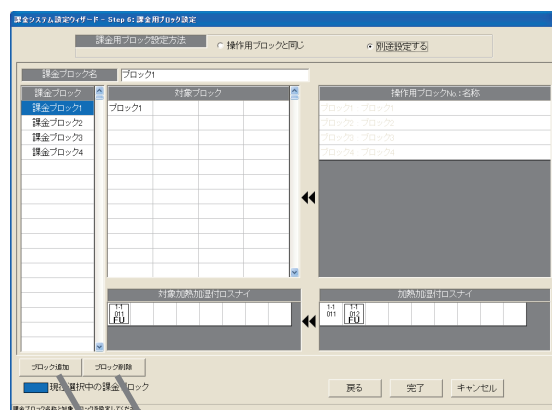 課金システム設定ウィザード - Step 6: 課金用ブロック設定
課金用ブロック設定方法
操作用ブロックと同じ
別途設定する
課金ブロック名
ブロック1
課金ブロック
対象ブロック
操作用ブロックNo.:名称
課金ブロック1
ブロック1
ブロック1 : ブロック1
課金ブロック2
ブロック2 : ブロック2
課金ブロック3
ブロック3 : ブロック3
課金ブロック4
ブロック4 : ブロック4
対象加熱加湿付ロスナイ
加熱加湿付ロスナイ
1-1
011
FU
1-1
011
1-1
012
FU
ブロック追加
ブロック削除
現在選択中の課金ブロック
戻る
完了
キャンセル